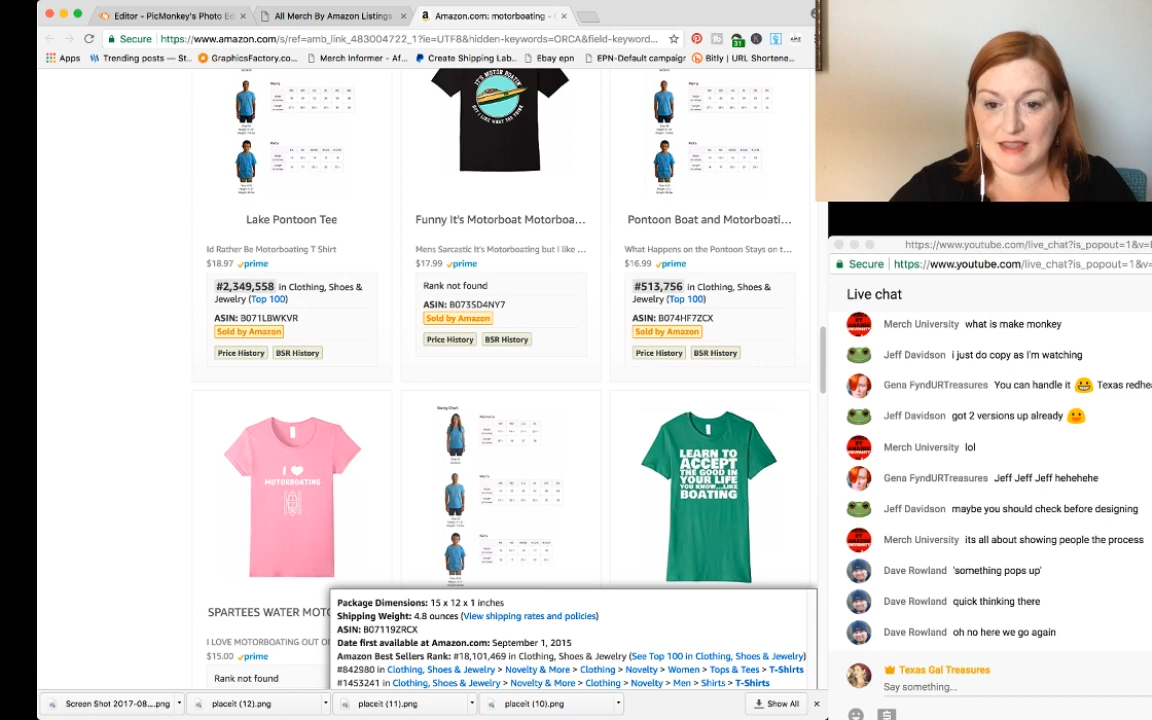 Editor - PicMonkey's Photo Ed
All Merch By Amazon Listings
Amazon.com: motorboating -
Secure
https://www.amazon.com/s/ref=amb_link_483004722_1?ie=UTF8&hidden-keywords=ORCA&field-keyword...
Apps
Trending posts — St...
GraphicsFactory.co...
Merch Informer - Af...
Create Shipping Lab...
Ebay epn
EPN-Default campaign
Bitly | URL Shortene...
IT'S MOTOR BOATIN'
BUT I LIKE WHAT YOU THINK
Lake Pontoon Tee
Id Rather Be Motorboating T Shirt
$18.97 prime
#2,349,558 in Clothing, Shoes &
Jewelry (Top 100)
ASIN: B071LBWKVR
Sold by Amazon
Price History
BSR History
Funny It's Motorboat Motorboa...
Mens Sarcastic It's Motorboating but I like ...
$17.99 prime
Rank not found
ASIN: B073SD4NY7
Sold by Amazon
Price History
BSR History
Pontoon Boat and Motorboati...
What Happens on the Pontoon Stays on t...
$16.99 prime
#513,756 in Clothing, Shoes &
Jewelry (Top 100)
ASIN: B074HF7ZCX
Sold by Amazon
Price History
BSR History
I
MOTORBOATING
LEARN TO
ACCEPT
THE GOOD IN
YOUR LIFE
YOU KNOW...LIKE
BOATING
SPARTEES WATER MOTO
I LOVE MOTORBOATING OUT O
$15.00 prime
Rank not found
Package Dimensions: 15 x 12 x 1 inches
Shipping Weight: 4.8 ounces (View shipping rates and policies)
ASIN: B07119ZRCX
Date first available at Amazon.com: September 1, 2015
Amazon Best Sellers Rank: #18,101,469 in Clothing, Shoes & Jewelry (See Top 100 in Clothing, Shoes & Jewelry)
#842980 in Clothing, Shoes & Jewelry > Novelty & More > Clothing > Novelty > Women > Tops & Tees > T-Shirts
#1453241 in Clothing, Shoes & Jewelry > Novelty & More > Clothing > Novelty > Men > Shirts > T-Shirts
Screen Shot 2017-08....png
placeit (12).png
placeit (11).png
placeit (10).png
Show All
https://www.youtube.com/live_chat?is_popout=1&v=
Secure
https://www.youtube.com/live_chat?is_popout=1&v=
Live chat
Merch University what is make monkey
Jeff Davidson i just do copy as I'm watching
Gena FyndURTreasures You can handle it 😀 Texas redhe
Jeff Davidson got 2 versions up already
Merch University lol
Gena FyndURTreasures Jeff Jeff Jeff hehehehe
Jeff Davidson maybe you should check before designing
Merch University its all about showing people the process
Dave Rowland 'something pops up'
Dave Rowland quick thinking there
Dave Rowland oh no here we go again
Texas Gal Treasures
Say something...